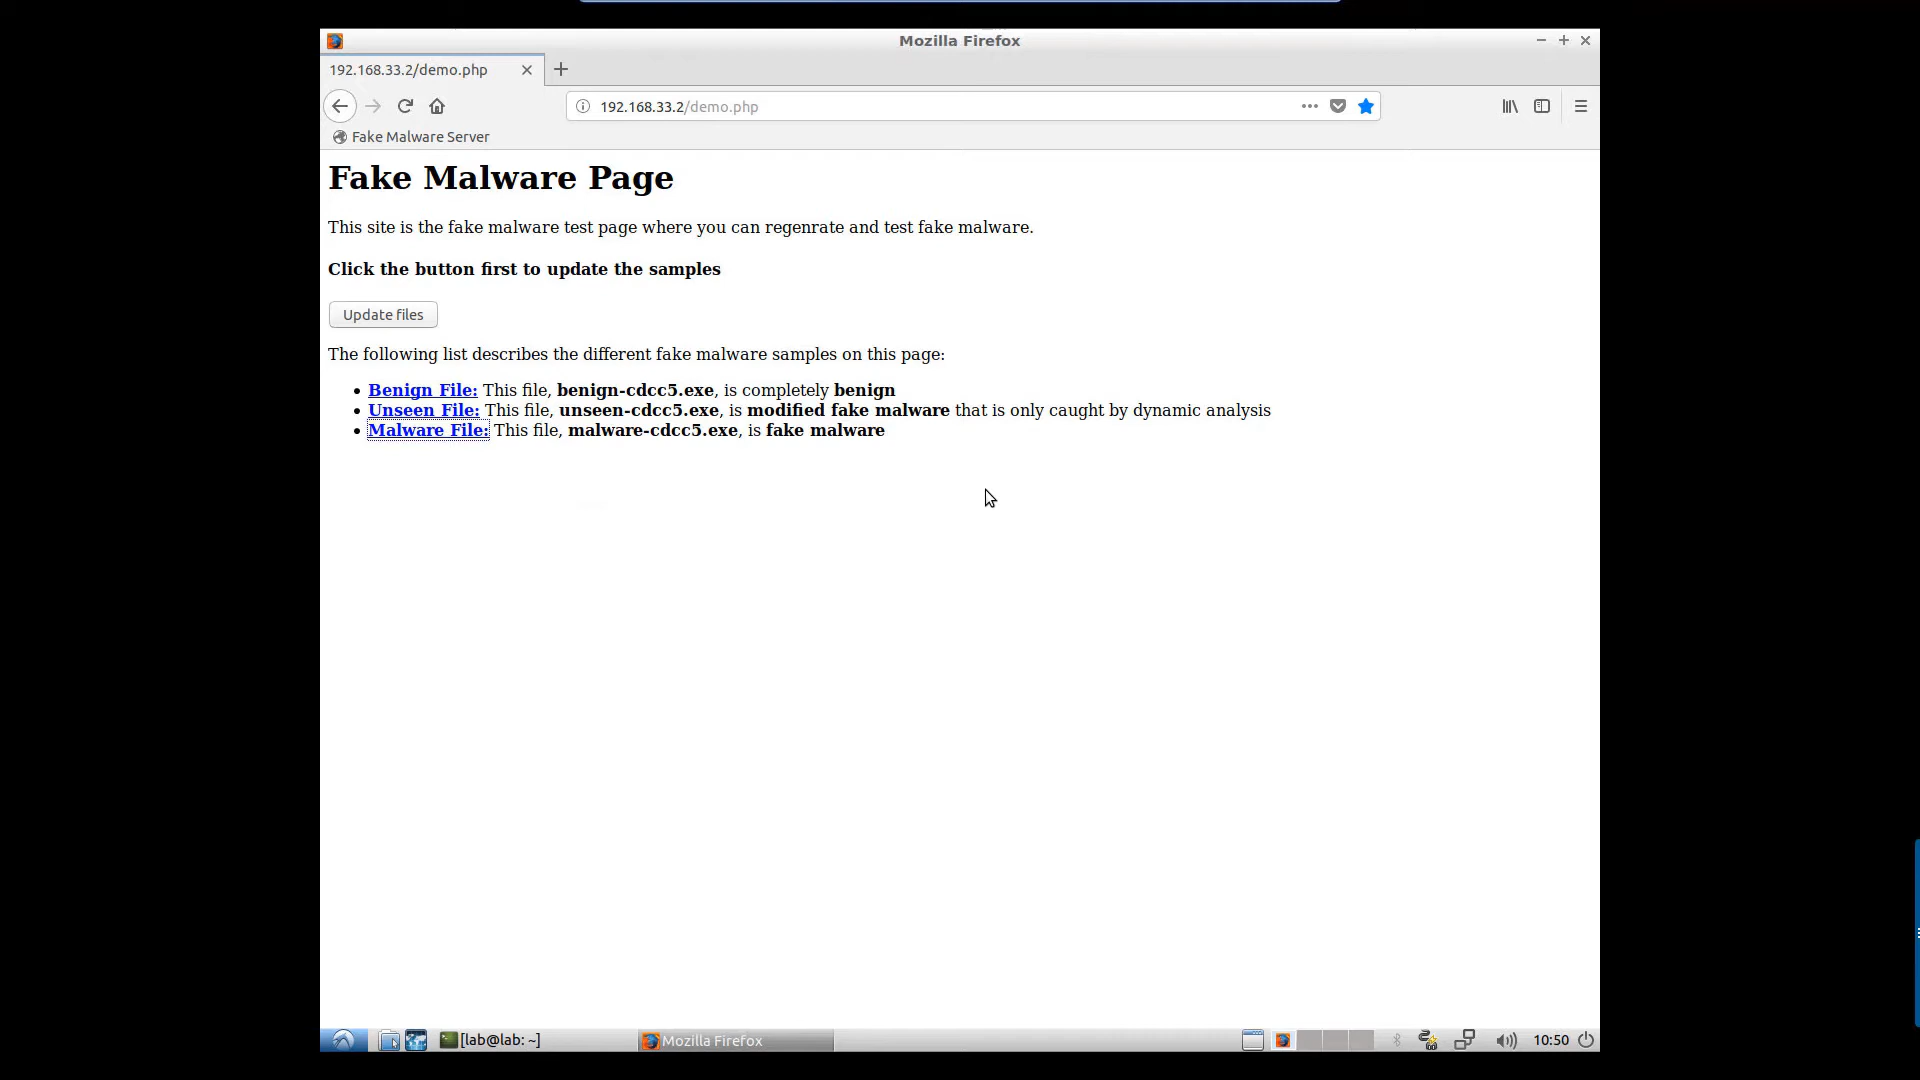 Mozilla Firefox
192.168.33.2/demo.php
192.168.33.2/demo.php
Fake Malware Server
Fake Malware Page
This site is the fake malware test page where you can regenrate and test fake malware.
Click the button first to update the samples
Update files
The following list describes the different fake malware samples on this page:
• Benign File: This file, benign-cdcc5.exe, is completely benign
• Unseen File: This file, unseen-cdcc5.exe, is modified fake malware that is only caught by dynamic analysis
• Malware File: This file, malware-cdcc5.exe, is fake malware
[lab@lab: ~] Mozilla Firefox 10:50